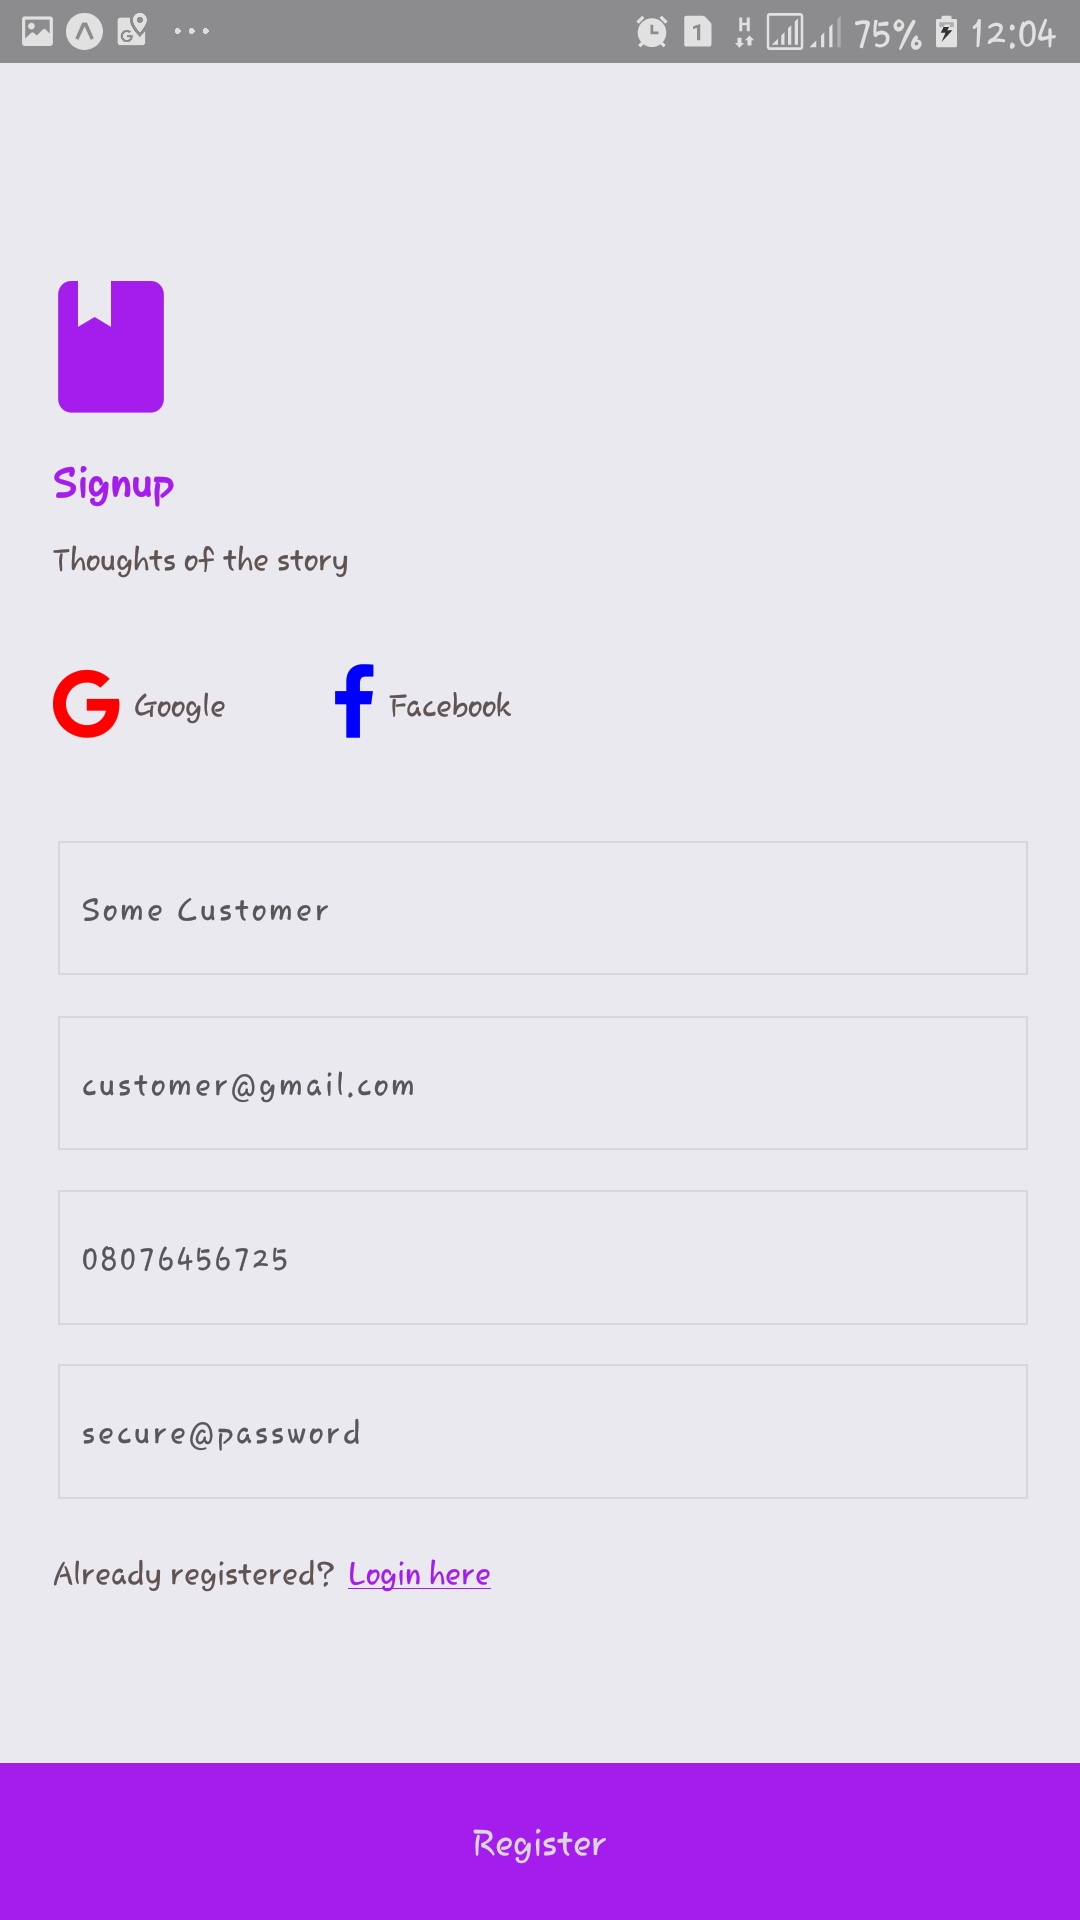 75% 12:04
Signup
Thoughts of the story
Google Facebook
Some Customer
customer@gmail.com
08076456725
secure@password
Already registered? Login here
Register